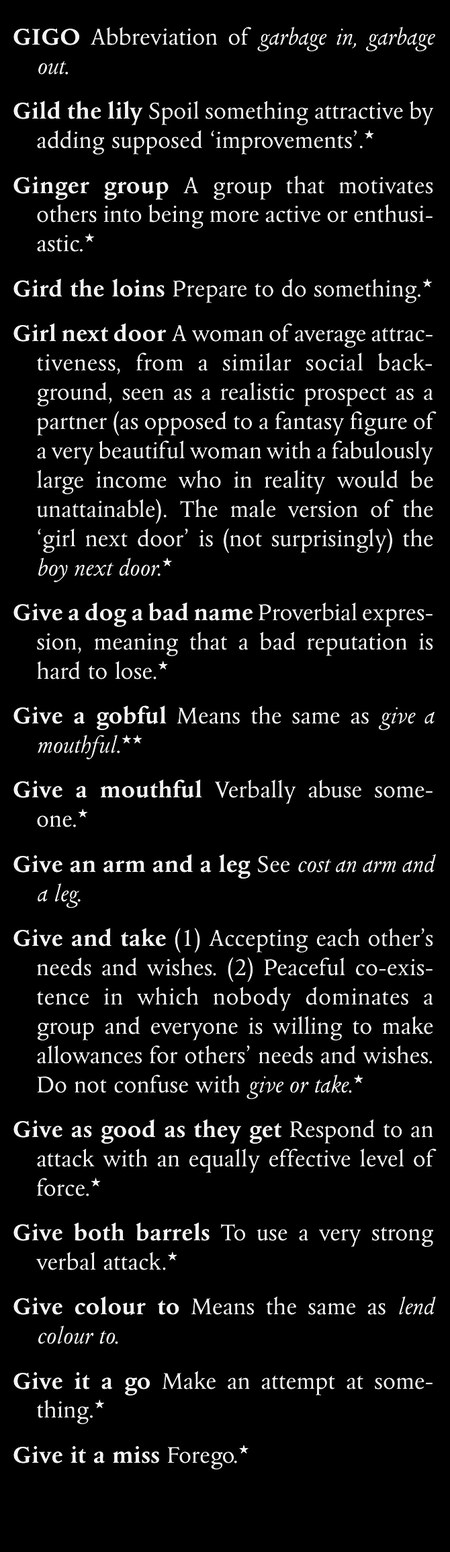 GIGO Abbreviation of garbage in, garbage
out.
Gild the lily Spoil something attractive by
adding supposed ‘improvements’.★
Ginger group A group that motivates
others into being more active or enthusi-
astic.★
Gird the loins Prepare to do something.★
Girl next door A woman of average attrac-
tiveness, from a similar social back-
ground, seen as a realistic prospect as a
partner (as opposed to a fantasy figure of
a very beautiful woman with a fabulously
large income who in reality would be
unattainable). The male version of the
‘girl next door’ is (not surprisingly) the
boy next door.★
Give a dog a bad name Proverbial expres-
sion, meaning that a bad reputation is
hard to lose.★
Give a gobful Means the same as give a
mouthful.★★
Give a mouthful Verbally abuse some-
one.★
Give an arm and a leg See cost an arm and
a leg.
Give and take (1) Accepting each other’s
needs and wishes. (2) Peaceful co-exis-
tence in which nobody dominates a
group and everyone is willing to make
allowances for others’ needs and wishes.
Do not confuse with give or take.★
Give as good as they get Respond to an
attack with an equally effective level of
force.★
Give both barrels To use a very strong
verbal attack.★
Give colour to Means the same as lend
colour to.
Give it a go Make an attempt at some-
thing.★
Give it a miss Forego.★